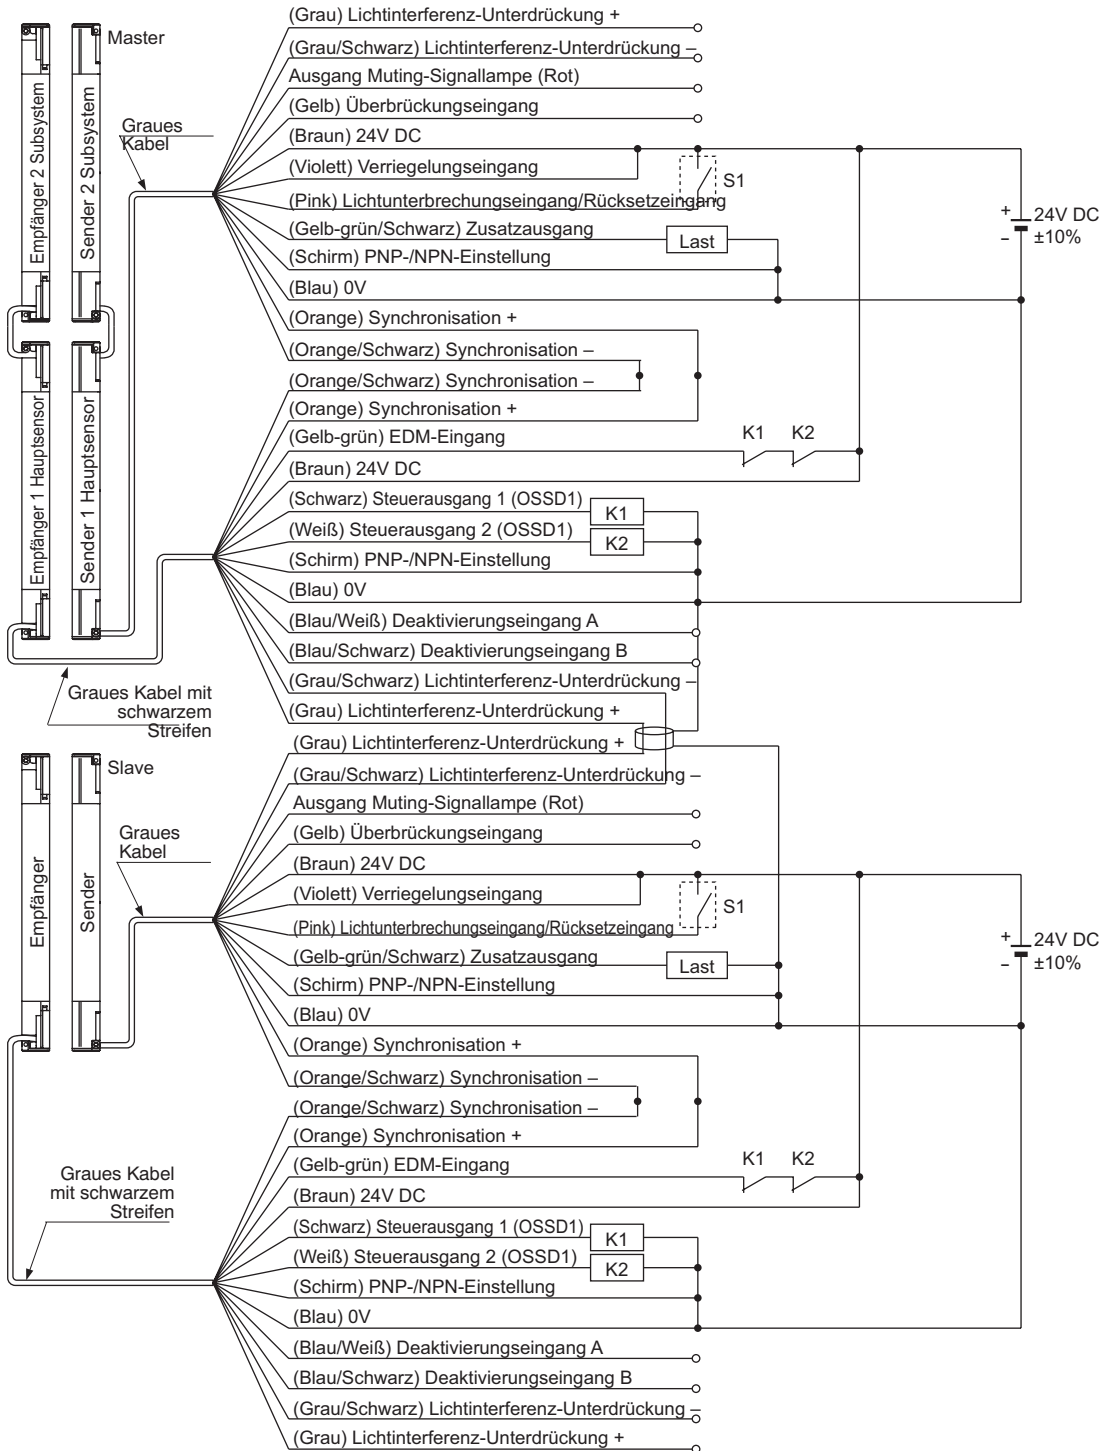 Master
Empfänger 2 Subsystem
Sender 2 Subsystem
Empfänger 1 Hauptsensor
Sender 1 Hauptsensor
Graues
Kabel
(Grau) Lichtinterferenz-Unterdrückung +
(Grau/Schwarz) Lichtinterferenz-Unterdrückung –
Ausgang Muting-Signallampe (Rot)
(Gelb) Überbrückungseingang
(Braun) 24V DC
(Violett) Verriegelungseingang
S1
(Pink) Lichtunterbrechungseingang/Rücksetzeingang
(Gelb-grün/Schwarz) Zusatzausgang
Last
(Schirm) PNP-/NPN-Einstellung
(Blau) 0V
+ 24V DC
– ±10%
(Orange) Synchronisation +
(Orange/Schwarz) Synchronisation –
(Orange/Schwarz) Synchronisation –
(Orange) Synchronisation +
(Gelb-grün) EDM-Eingang
K1 K2
(Braun) 24V DC
(Schwarz) Steuerausgang 1 (OSSD1)
K1
(Weiß) Steuerausgang 2 (OSSD1)
K2
(Schirm) PNP-/NPN-Einstellung
(Blau) 0V
(Blau/Weiß) Deaktivierungseingang A
(Blau/Schwarz) Deaktivierungseingang B
(Grau/Schwarz) Lichtinterferenz-Unterdrückung –
(Grau) Lichtinterferenz-Unterdrückung +
Graues Kabel mit
schwarzem
Streifen
Slave
Empfänger
Sender
Graues
Kabel
(Grau) Lichtinterferenz-Unterdrückung +
(Grau/Schwarz) Lichtinterferenz-Unterdrückung –
Ausgang Muting-Signallampe (Rot)
(Gelb) Überbrückungseingang
(Braun) 24V DC
(Violett) Verriegelungseingang
S1
(Pink) Lichtunterbrechungseingang/Rücksetzeingang
(Gelb-grün/Schwarz) Zusatzausgang
Last
(Schirm) PNP-/NPN-Einstellung
(Blau) 0V
+ 24V DC
– ±10%
(Orange) Synchronisation +
(Orange/Schwarz) Synchronisation –
(Orange/Schwarz) Synchronisation –
(Orange) Synchronisation +
(Gelb-grün) EDM-Eingang
K1 K2
(Braun) 24V DC
(Schwarz) Steuerausgang 1 (OSSD1)
K1
(Weiß) Steuerausgang 2 (OSSD1)
K2
(Schirm) PNP-/NPN-Einstellung
(Blau) 0V
(Blau/Weiß) Deaktivierungseingang A
(Blau/Schwarz) Deaktivierungseingang B
(Grau/Schwarz) Lichtinterferenz-Unterdrückung –
(Grau) Lichtinterferenz-Unterdrückung +
Graues Kabel
mit schwarzem
Streifen